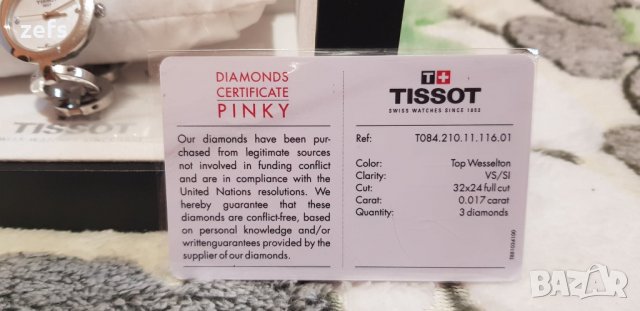 zefs
TISSOT
DIAMONDS
CERTIFICATE
PINKY
Our diamonds have been pur-
chased from legitimate sources
not involved in funding conflict
and are in compliance with the
United Nations resolutions. We
hereby guarantee that these
diamonds are conflict-free, based
on personal knowledge and/or
writtenguarantees provided by the
supplier of our diamonds.
T+
TISSOT
SWISS WATCHES SINCE 1853
Ref: T084.210.11.116.01
Color: Top Wesselton
Clarity: VS/SI
Cut: 32x24 full cut
Carat: 0.017 carat
Quantity: 3 diamonds
BAZAR